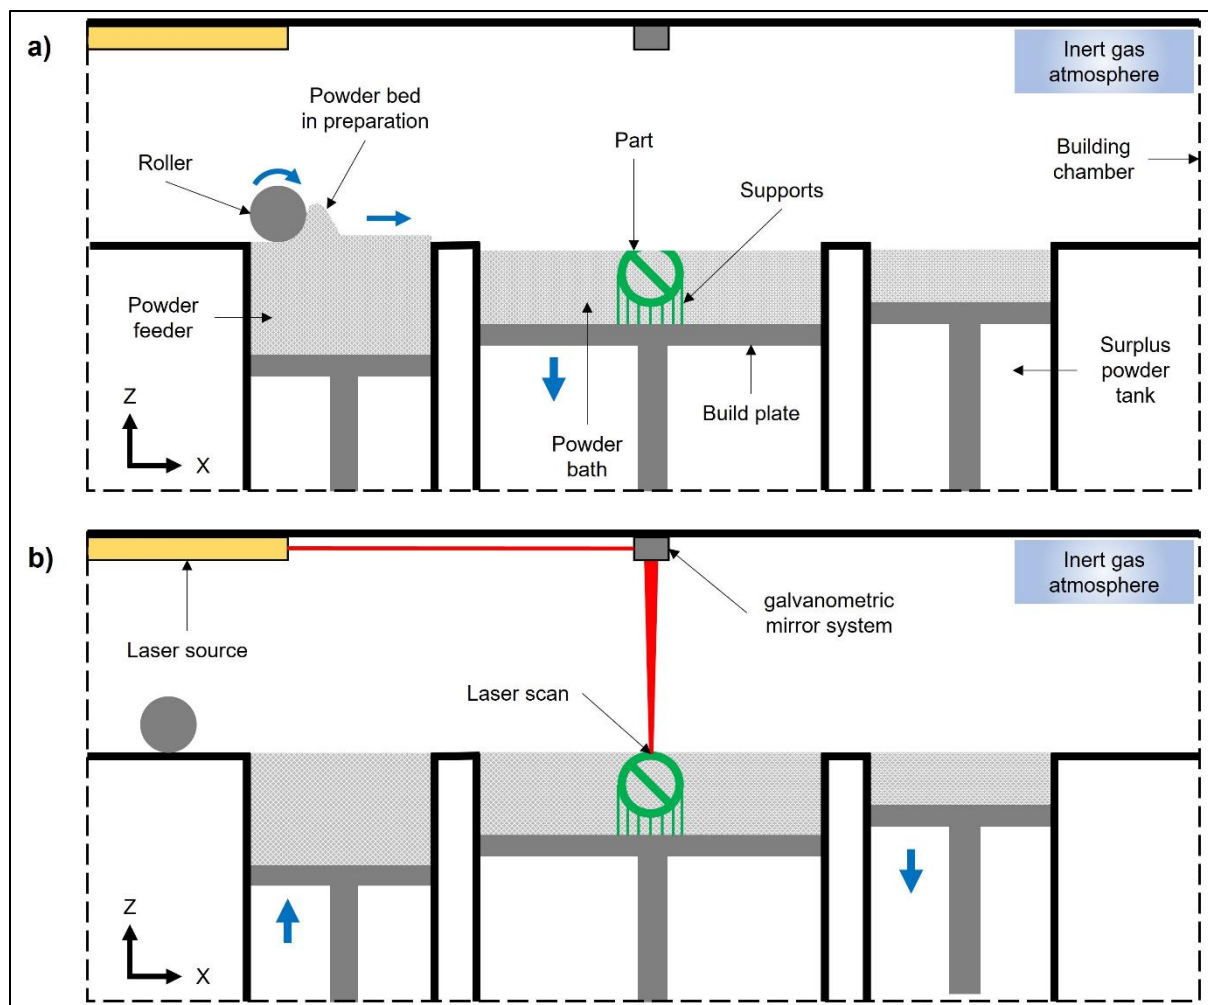 a)
Inert gas
atmosphere
Powder bed
in preparation
Roller
Part
Building
chamber
Supports
Powder
feeder
Surplus
powder
tank
Build plate
Powder
bath
Z
X
b)
Inert gas
atmosphere
galvanometric
mirror system
Laser source
Laser scan
Z
X